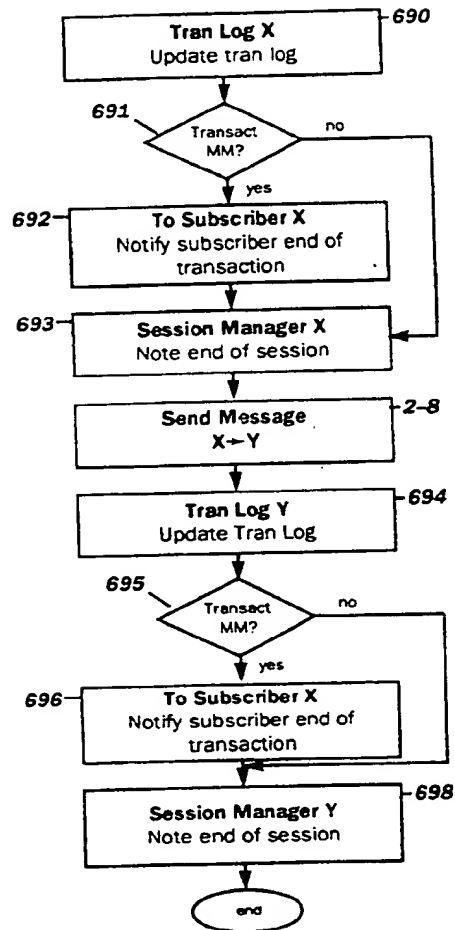 Tran Log X
Update tran log
690
691
Transact
MM?
no
yes
692
To Subscriber X
Notify subscriber end of
transaction
693
Session Manager X
Note end of session
Send Message
X→Y
2-8
Tran Log Y
Update Tran Log
694
695
Transact
MM?
no
yes
696
To Subscriber X
Notify subscriber end of
transaction
Session Manager Y
Note end of session
698
end